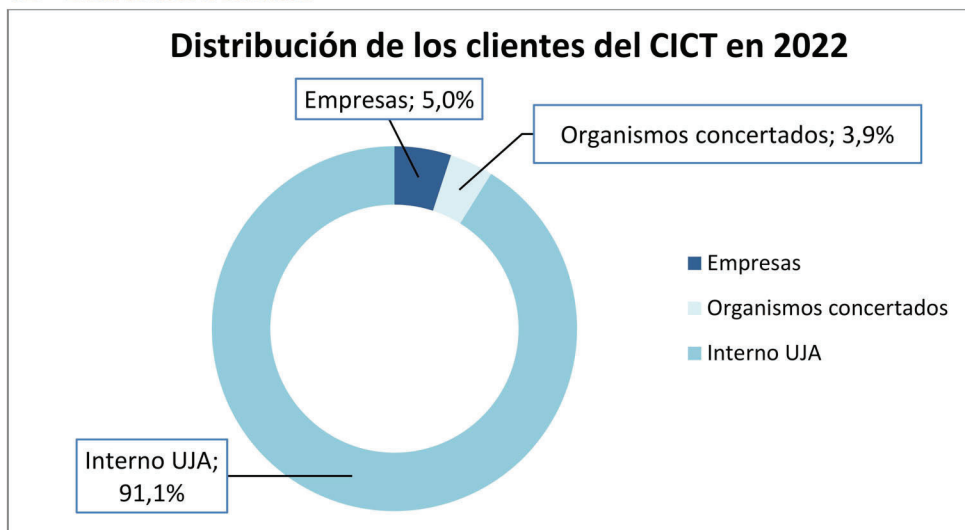 Distribución de los clientes del CICT en 2022
Empresas; 5,0%
Organismos concertados; 3,9%
Empresas
Organismos concertados
Interno UJA
Interno UJA;
91,1%